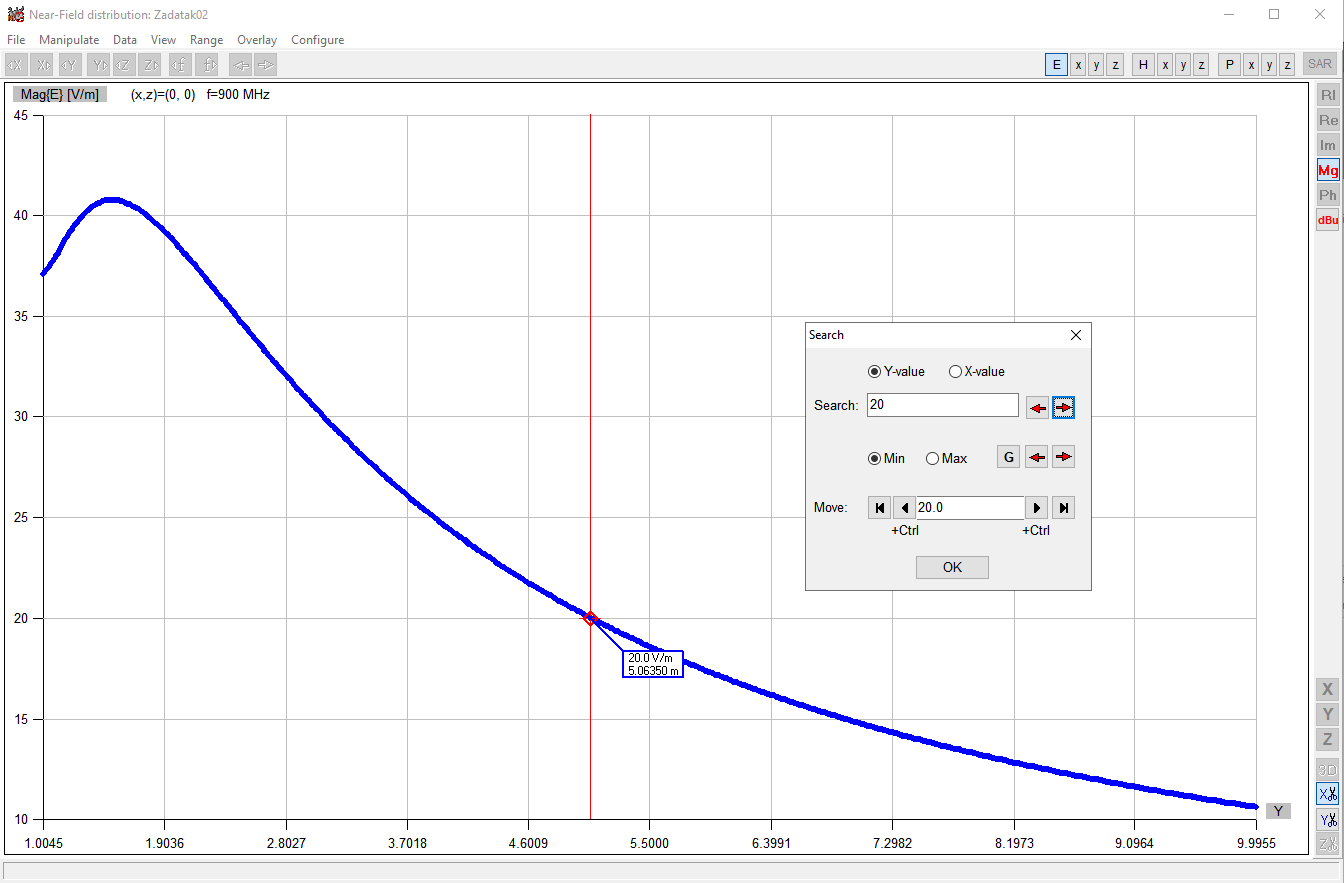 Near-Field distribution: Zadatak02
File Manipulate Data View Range Overlay Configure
X X Y Y Z Z f f E x y z H x y z P x y z SAR
Mag{E} [V/m] (x,z)=(0, 0) f=900 MHz
RI
Re
Im
Mg
Ph
dBu
45
40
35
30
25
20
15
10
Search
Y-value X-value
Search: 20
Min Max G
Move: 20.0
+Ctrl +Ctrl
OK
20.0 V/m
5.06350 m
X
Y
Z
3D
X
Y
Z
Y
1.0045 1.9036 2.8027 3.7018 4.6009 5.5000 6.3991 7.2982 8.1973 9.0964 9.9955